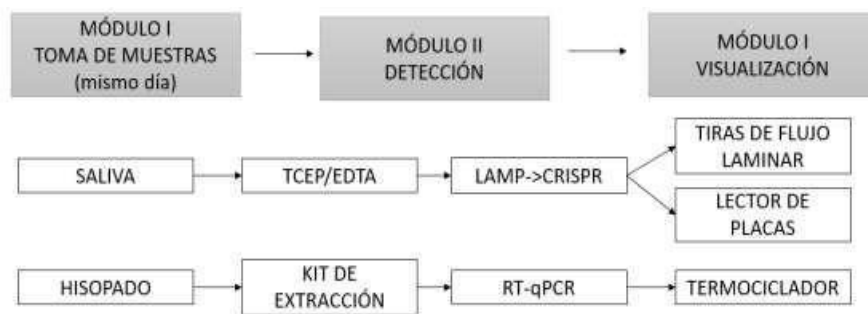 MÓDULO I
TOMA DE MUESTRAS
(mismo día)
MÓDULO II
DETECCIÓN
MÓDULO I
VISUALIZACIÓN
SALIVA
TCEP/EDTA
LAMP->CRISPR
TIRAS DE FLUJO
LAMINAR
LECTOR DE
PLACAS
HISOPADO
KIT DE
EXTRACCIÓN
RT-qPCR
TERMOCICLADOR